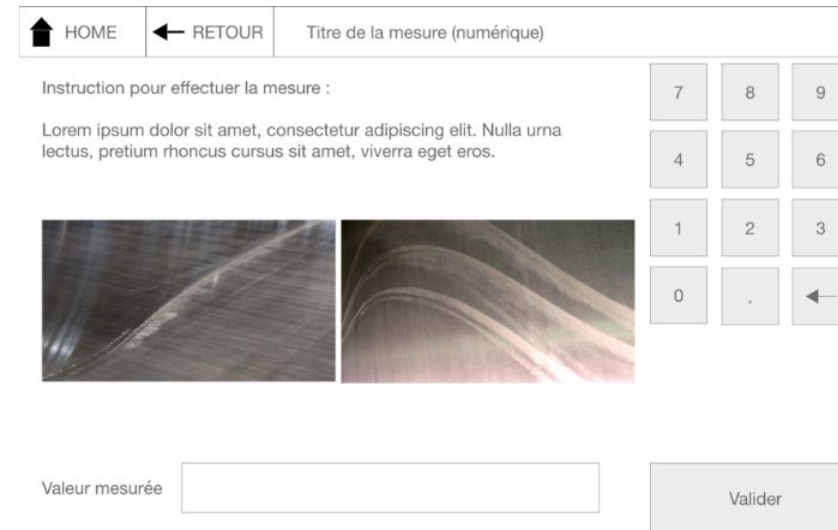 HOME
RETOUR
Titre de la mesure (numérique)
Instruction pour effectuer la mesure :
Lorem ipsum dolor sit amet, consectetur adipiscing elit. Nulla urna
lectus, pretium rhoncus cursus sit amet, viverra eget eros.
7 8 9
4 5 6
1 2 3
0 .
Valeur mesurée
Valider